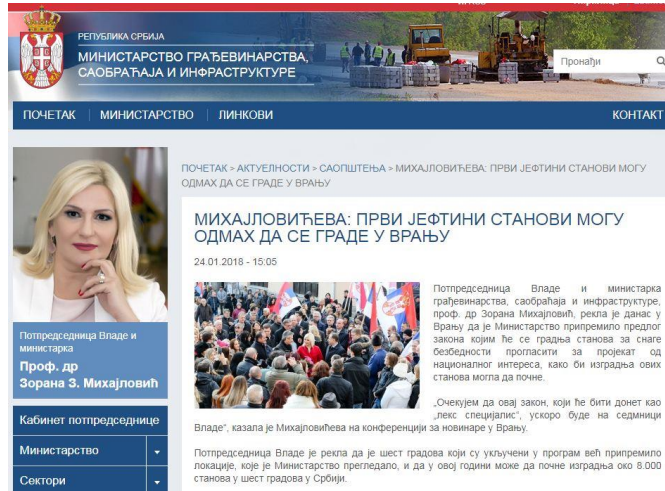 РЕПУБЛИКА СРБИЈА
МИНИСТАРСТВО ГРАЂЕВИНАРСТВА,
САОБРАЋАЈА И ИНФРАСТРУКТУРЕ
Пронађи
ПОЧЕТАК МИНИСТАРСТВО ЛИНКОВИ КОНТАКТ
ПОЧЕТАК > АКТУЕЛНОСТИ > САОПШТЕЊА > МИХАЈЛОВИЋЕВА: ПРВИ ЈЕФТИНИ СТАНОВИ МОГУ
ОДМАХ ДА СЕ ГРАДЕ У ВРАЊУ
МИХАЈЛОВИЋЕВА: ПРВИ ЈЕФТИНИ СТАНОВИ МОГУ
ОДМАХ ДА СЕ ГРАДЕ У ВРАЊУ
24.01.2018 - 15:05
Потпредседница Владе и министарка
грађевинарства, саобраћаја и инфраструктуре,
проф. др Зорана Михајловић, рекла је данас у
Врању да је Министарство припремило предлог
закона којим ће се градња станова за снаге
безбедности прогласити за пројекат од
националног интереса, како би изградња ових
станова могла да почне.
„Очекујем да овај закон, који ће бити донет као
„лекс специјалис“, ускоро буде на седмници
Владе“, казала је Михајловићева на конференцији за новинаре у Врању.
Потпредседница Владе је рекла да је шест градова који су укључени у програм већ припремило
локације, које је Министарство прегледало, и да у овој години може да почне изградња око 8.000
станова у шест градова у Србији.
Потпредседница Владе и
министарка
Проф. др
Зорана З. Михајловић
Кабинет потпредседнице
Министарство
Сектори